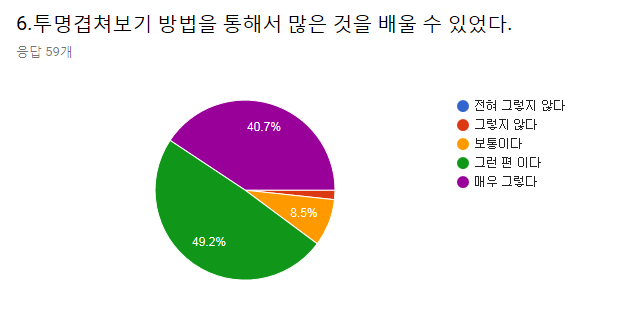 6.투명겹쳐보기 방법을 통해서 많은 것을 배울 수 있었다.
응답 59개
40.7%
8.5%
49.2%
전혀 그렇지 않다
그렇지 않다
보통이다
그런 편 이다
매우 그렇다